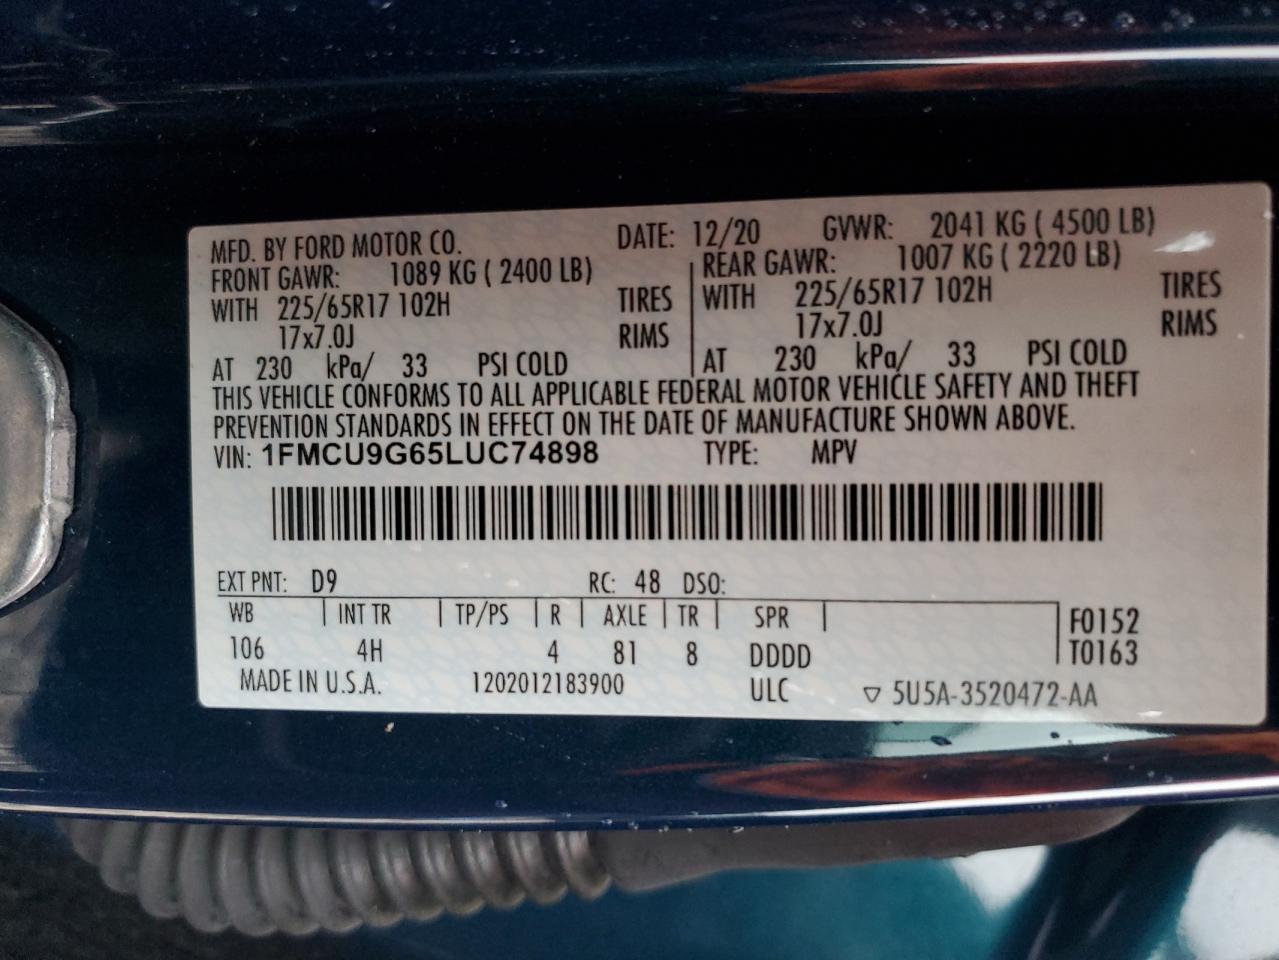 MFD. BY FORD MOTOR CO. DATE: 12/20 GVWR: 2041 KG ( 4500 LB)
FRONT GAWR: 1089 KG ( 2400 LB) REAR GAWR: 1007 KG ( 2220 LB)
WITH 225/65R17 102H TIRES WITH 225/65R17 102H TIRES
17x7.0J RIMS 17x7.0J RIMS
AT 230 kPa/ 33 PSI COLD AT 230 kPa/ 33 PSI COLD
THIS VEHICLE CONFORMS TO ALL APPLICABLE FEDERAL MOTOR VEHICLE SAFETY AND THEFT
PREVENTION STANDARDS IN EFFECT ON THE DATE OF MANUFACTURE SHOWN ABOVE.
VIN: 1FMCU9G65LUC74898 TYPE: MPV
EXT PNT: D9 RC: 48 DSO:
WB INT TR TP/PS R AXLE TR SPR F0152
106 4H 4 81 8 DDDD T0163
MADE IN U.S.A. 1202012183900 ULC ▽ 5U5A-3520472-AA